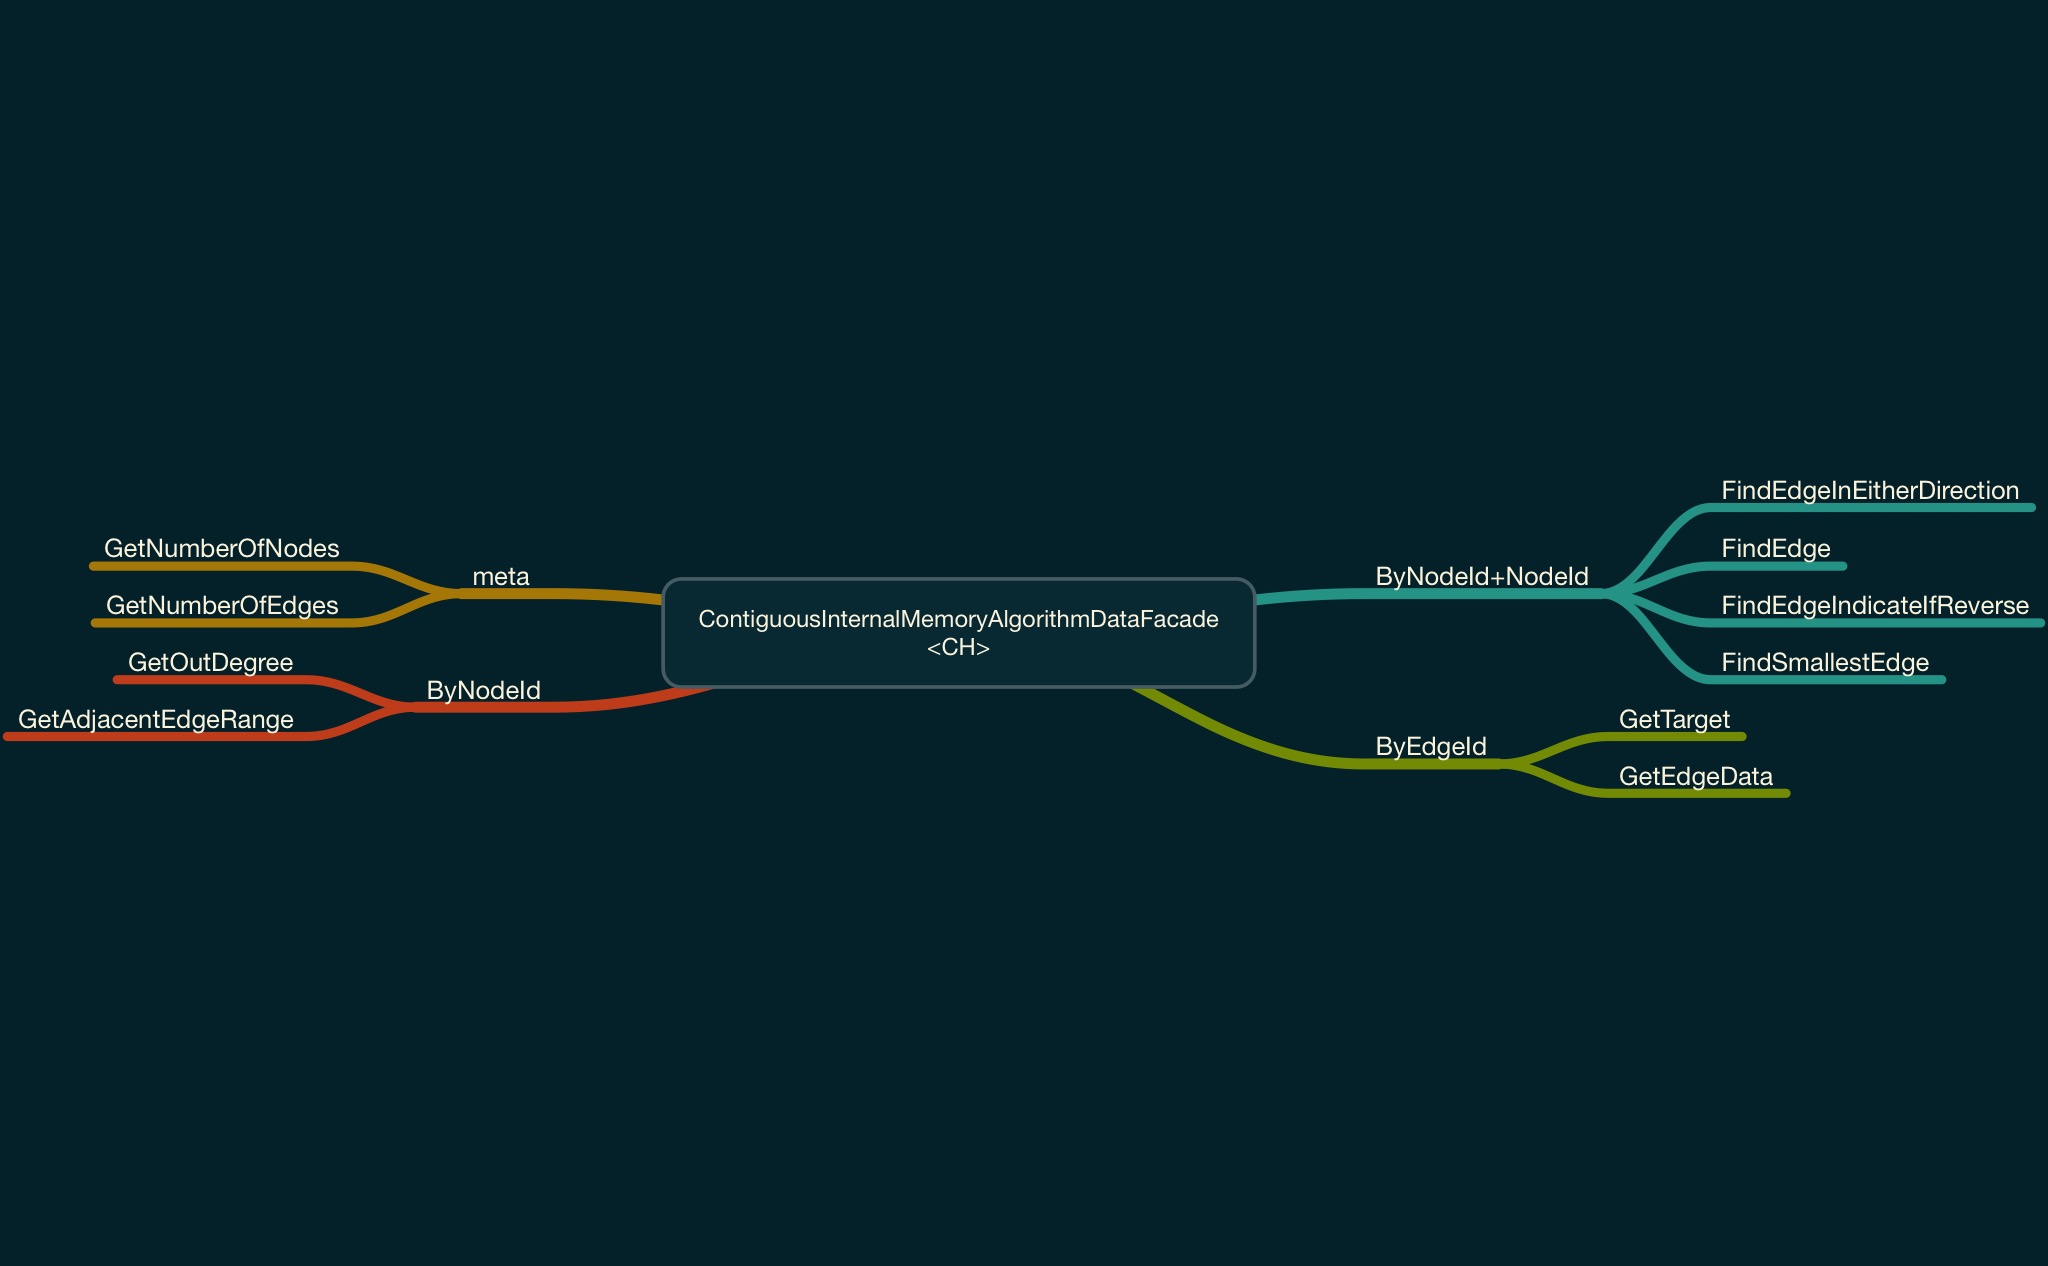 ContiguousInternalMemoryAlgorithmDataFacade
<CH>
meta
GetNumberOfNodes
GetNumberOfEdges
ByNodeId
GetOutDegree
GetAdjacentEdgeRange
ByNodeId+NodeId
FindEdgeInEitherDirection
FindEdge
FindEdgeIndicateIfReverse
FindSmallestEdge
ByEdgeId
GetTarget
GetEdgeData